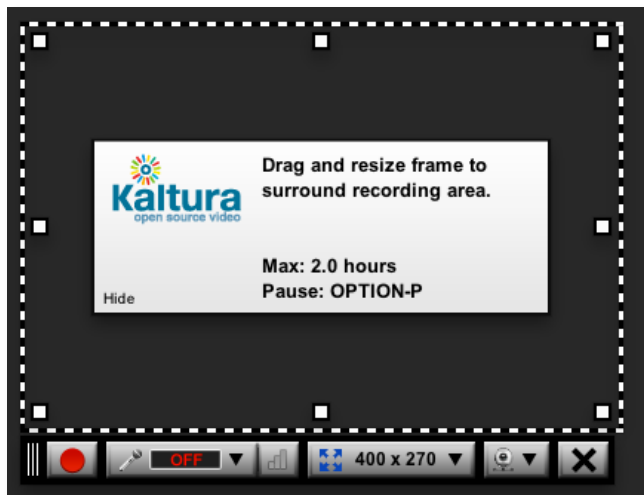 Drag and resize frame to
surround recording area.
Kaltura
open source video
Max: 2.0 hours
Pause: OPTION-P
Hide
OFF
400 x 270